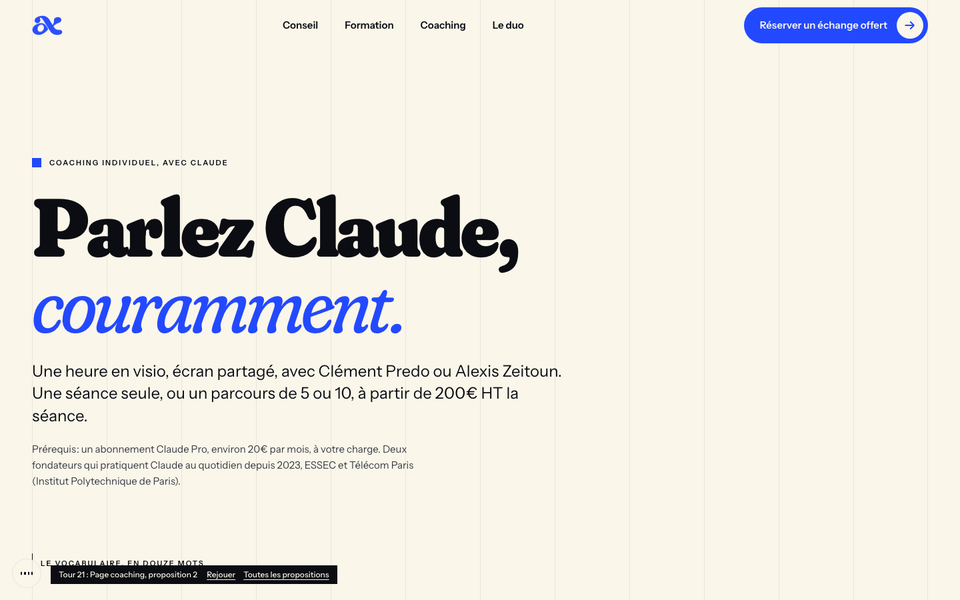 Conseil Formation Coaching Le duo Réserver un échange offert
COACHING INDIVIDUEL, AVEC CLAUDE
Parlez Claude,
couramment.
Une heure en visio, écran partagé, avec Clément Predo ou Alexis Zeitoun.
Une séance seule, ou un parcours de 5 ou 10, à partir de 200€ HT la
séance.
Prérequis : un abonnement Claude Pro, environ 20€ par mois, à votre charge. Deux
fondateurs qui pratiquent Claude au quotidien depuis 2023, ESSEC et Télécom Paris
(Institut Polytechnique de Paris).
LE VOCABULAIRE, EN DOUZE MOTS
Tour 21 : Page coaching, proposition 2 Rejouer Toutes les propositions